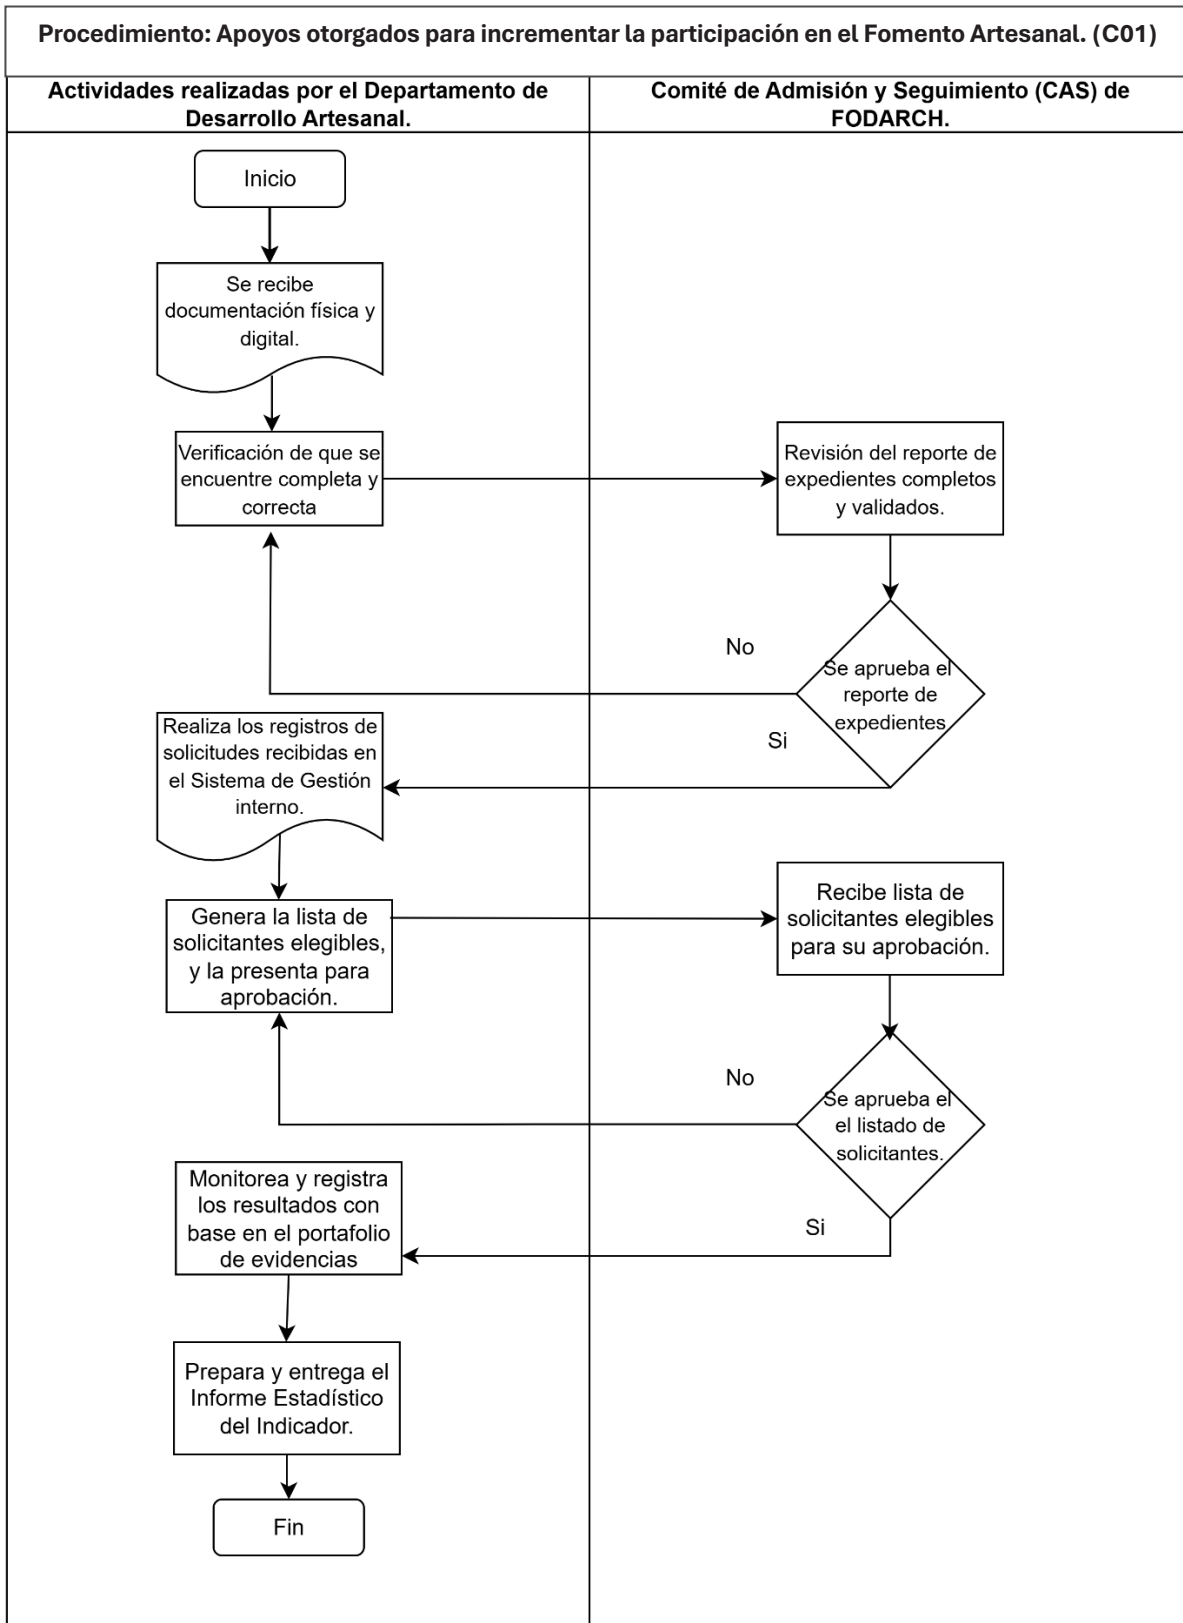 Procedimiento: Apoyos otorgados para incrementar la participación en el Fomento Artesanal. (C01)
Actividades realizadas por el Departamento de
Desarrollo Artesanal.
Comité de Admisión y Seguimiento (CAS) de
FODARCH.
Inicio
Se recibe
documentación física y
digital.
Verificación de que se
encuentre completa y
correcta
Revisión del reporte de
expedientes completos
y validados.
No
Se aprueba el
reporte de
expedientes
Si
Realiza los registros de
solicitudes recibidas en
el Sistema de Gestión
interno.
Genera la lista de
solicitantes elegibles,
y la presenta para
aprobación.
Recibe lista de
solicitantes elegibles
para su aprobación.
No
Se aprueba el
el listado de
solicitantes.
Si
Monitorea y registra
los resultados con
base en el portafolio
de evidencias
Prepara y entrega el
Informe Estadístico
del Indicador.
Fin